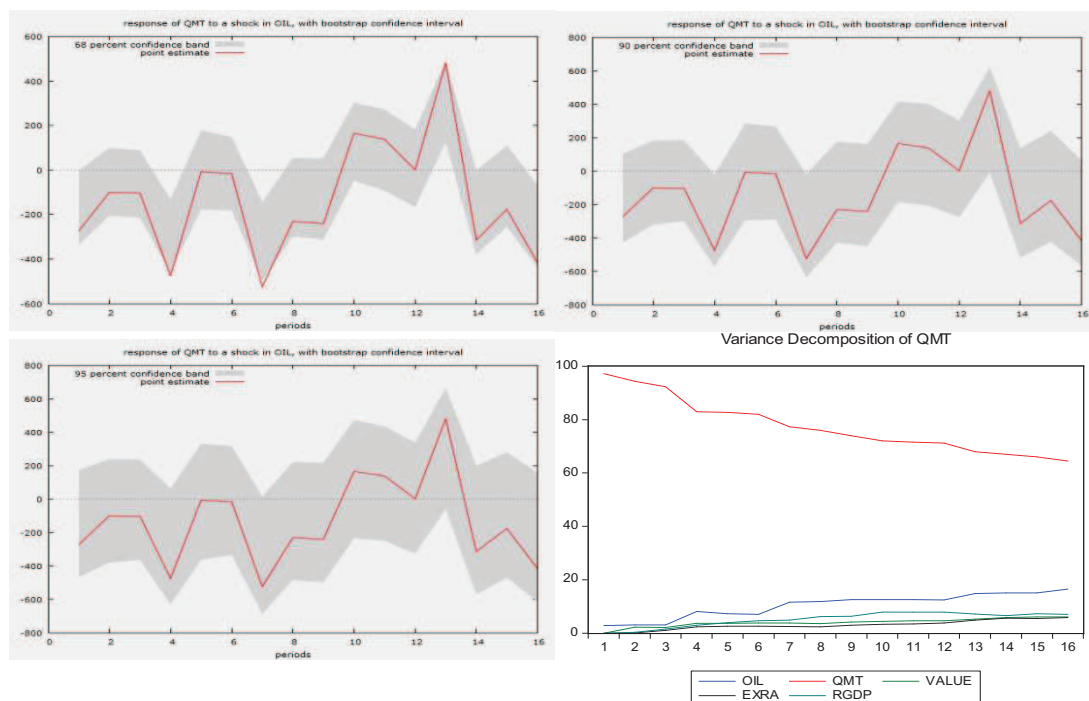 response of QMT to a shock in OIL, with bootstrap confidence interval
600
400
200
0
-200
-400
-600
68 percent confidence band
point estimate
0 2 4 6 8 10 12 14 16
periods
response of QMT to a shock in OIL, with bootstrap confidence interval
800
600
400
200
0
-200
-400
-600
-800
90 percent confidence band
point estimate
0 2 4 6 8 10 12 14 16
periods
response of QMT to a shock in OIL, with bootstrap confidence interval
800
600
400
200
0
-200
-400
-600
-800
95 percent confidence band
point estimate
0 2 4 6 8 10 12 14 16
periods
Variance Decomposition of QMT
100
80
60
40
20
0
1 2 3 4 5 6 7 8 9 10 11 12 13 14 15 16
OIL QMT VALUE
EXRA RGDP